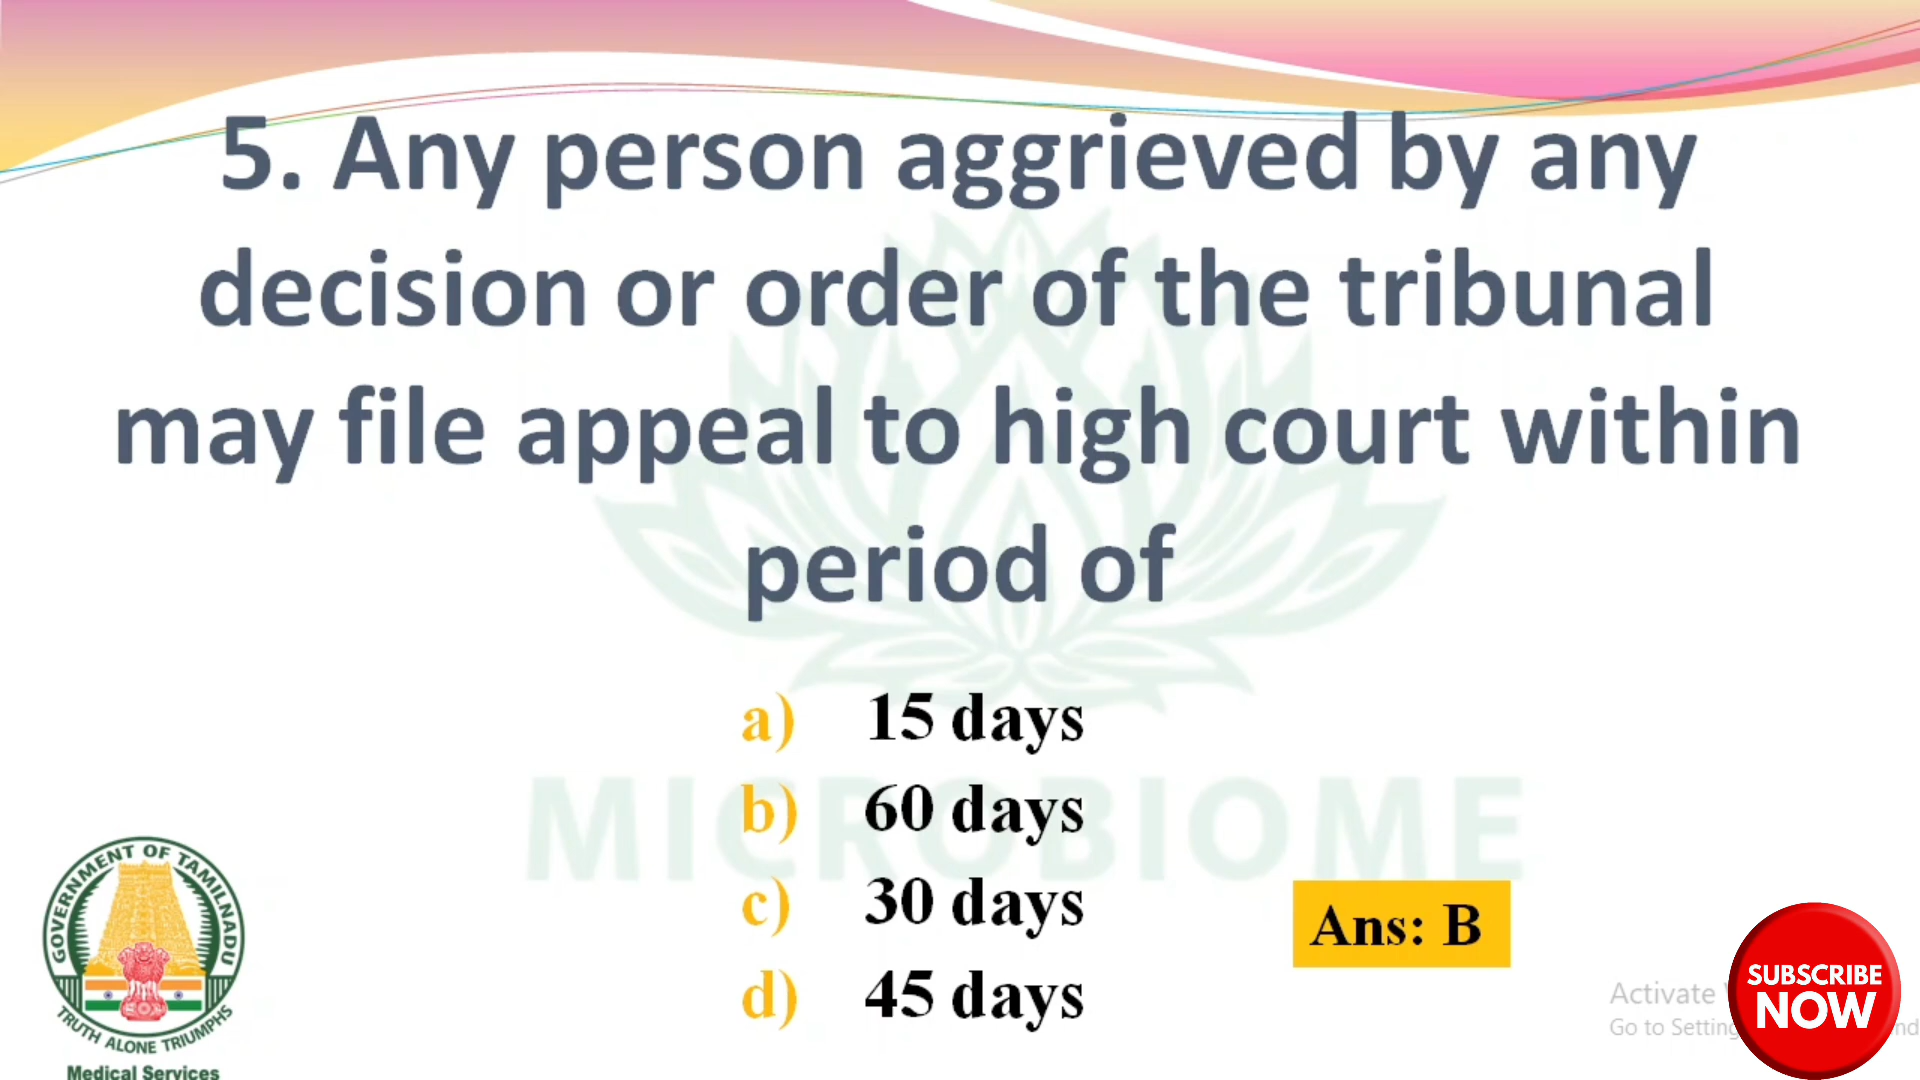 5. Any person aggrieved by any
decision or order of the tribunal
may file appeal to high court within
period of
a) 15 days
b) 60 days
c) 30 days
d) 45 days
Ans: B
MICROBIOME
GOVERNMENT OF TAMILNADU
TRUTH ALONE TRIUMPHS
Medical Services
Activate
Go to
SUBSCRIBE
NOW